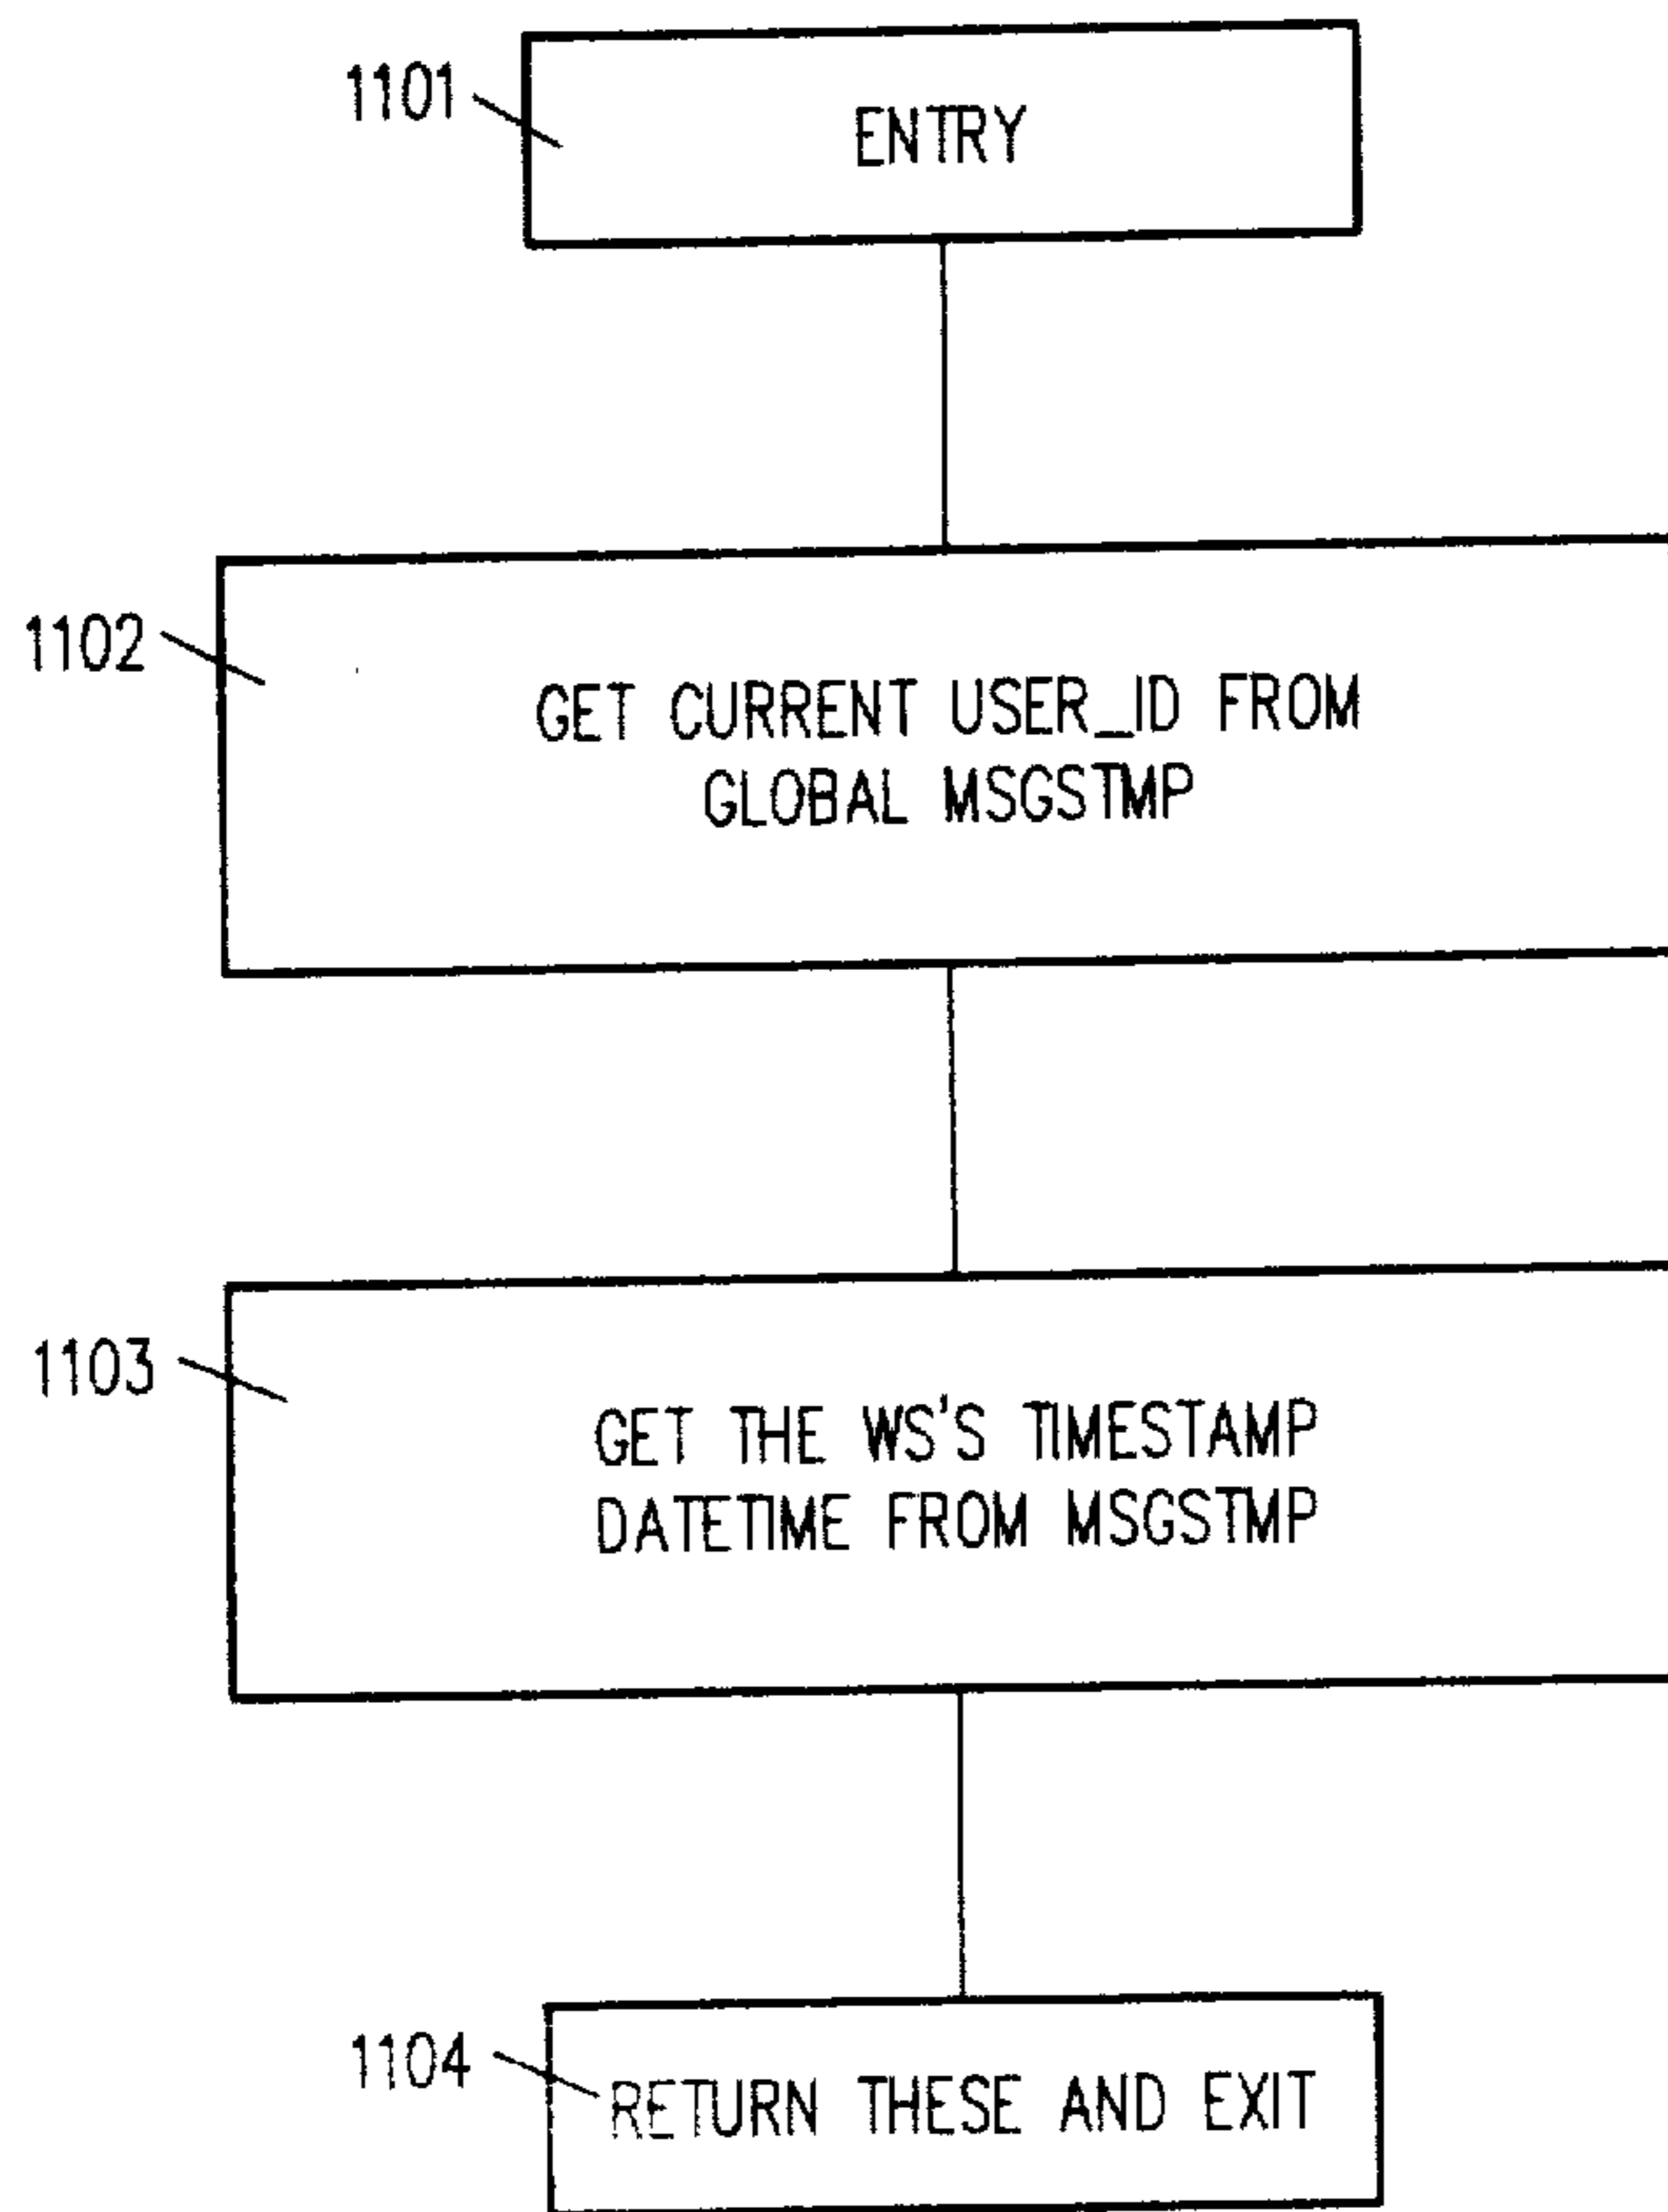 1101
ENTRY
1102
GET CURRENT USER_ID FROM
GLOBAL MSGSTMP
1103
GET THE WS'S TIMESTAMP
DATETIME FROM MSGSTMP
1104
RETURN THESE AND EXIT